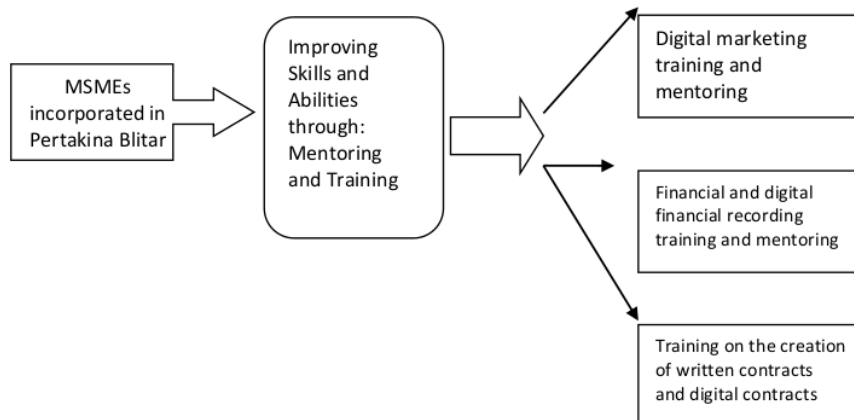 MSMEs
incorporated in
Pertakina Blitar
Improving
Skills and
Abilities
through:
Mentoring
and Training
Digital marketing
training and
mentoring
Financial and digital
financial recording
training and mentoring
Training on the creation
of written contracts
and digital contracts